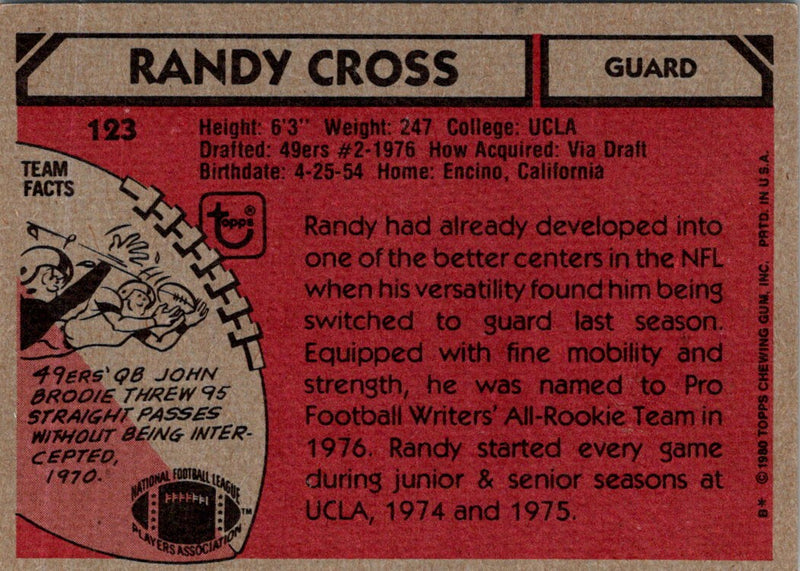 RANDY CROSS
GUARD
123
Height: 6'3" Weight: 247 College: UCLA
Drafted: 49ers #2-1976 How Acquired: Via Draft
Birthdate: 4-25-54 Home: Encino, California
TEAM
FACTS
topps®
Randy had already developed into
one of the better centers in the NFL
when his versatility found him being
switched to guard last season.
Equipped with fine mobility and
strength, he was named to Pro
Football Writers' All-Rookie Team in
1976. Randy started every game
during junior & senior seasons at
UCLA, 1974 and 1975.
49ERS' QB JOHN
BRODIE THREW 95
STRAIGHT PASSES
WITHOUT BEING INTER-
CEPTED,
1970.
NATIONAL FOOTBALL LEAGUE
PLAYERS ASSOCIATION
™
B* © 1980 TOPPS CHEWING GUM, INC. PRTD. IN U.S.A.